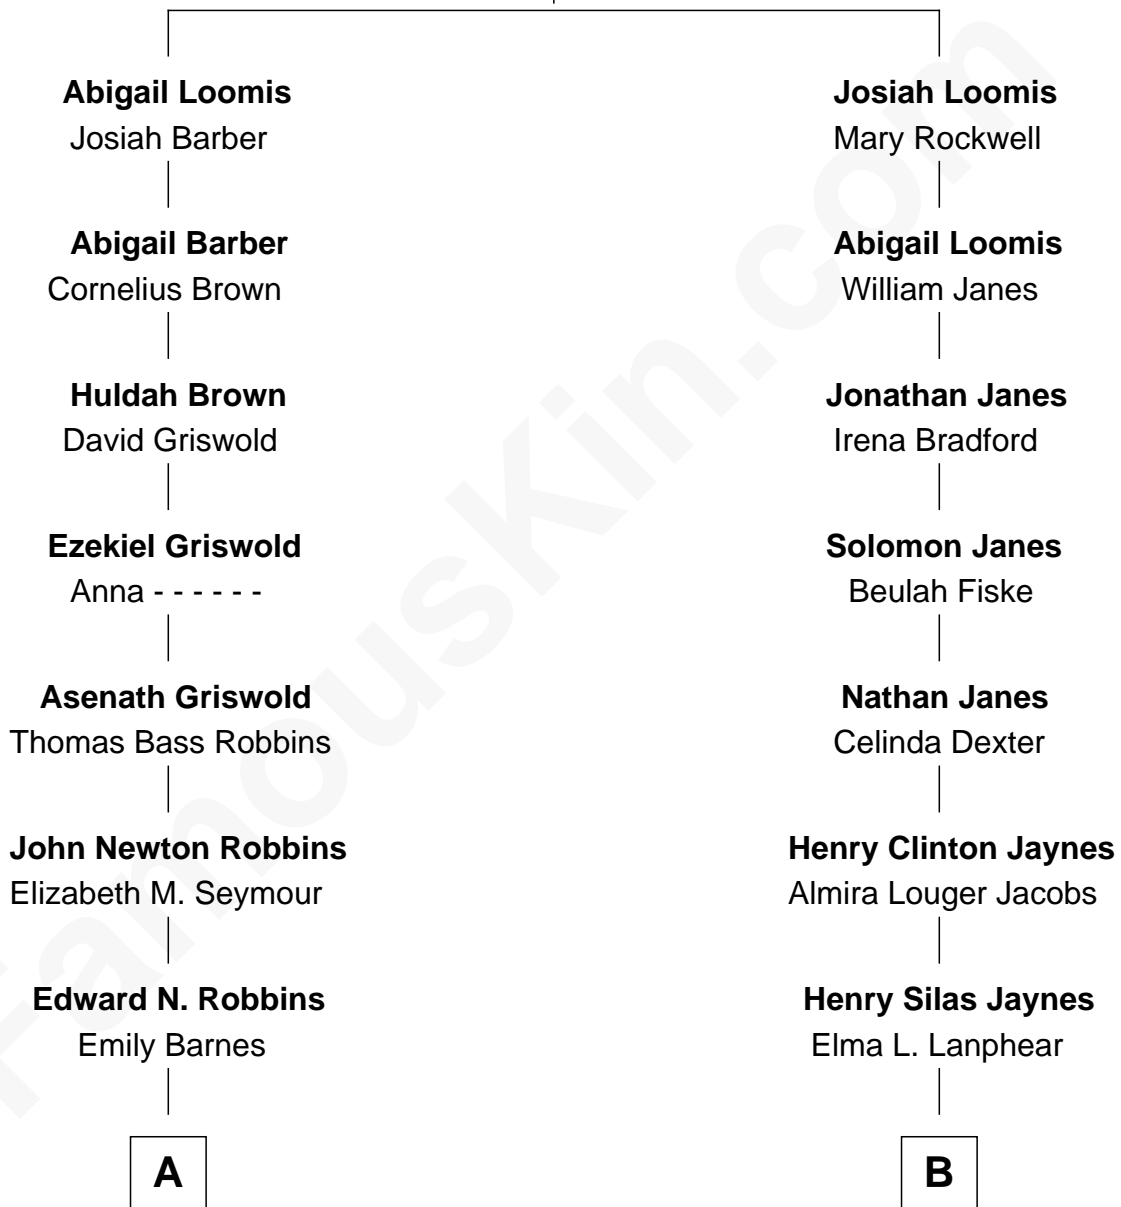 Abigail Loomis
Josiah Barber
Abigail Barber
Cornelius Brown
Huldah Brown
David Griswold
Ezekiel Griswold
Anna - - - - - -
Asenath Griswold
Thomas Bass Robbins
John Newton Robbins
Elizabeth M. Seymour
Edward N. Robbins
Emily Barnes
A
Josiah Loomis
Mary Rockwell
Abigail Loomis
William Janes
Jonathan Janes
Irena Bradford
Solomon Janes
Beulah Fiske
Nathan Janes
Celinda Dexter
Henry Clinton Jaynes
Almira Louger Jacobs
Henry Silas Jaynes
Elma L. Lanphear
B
FamousKin.com